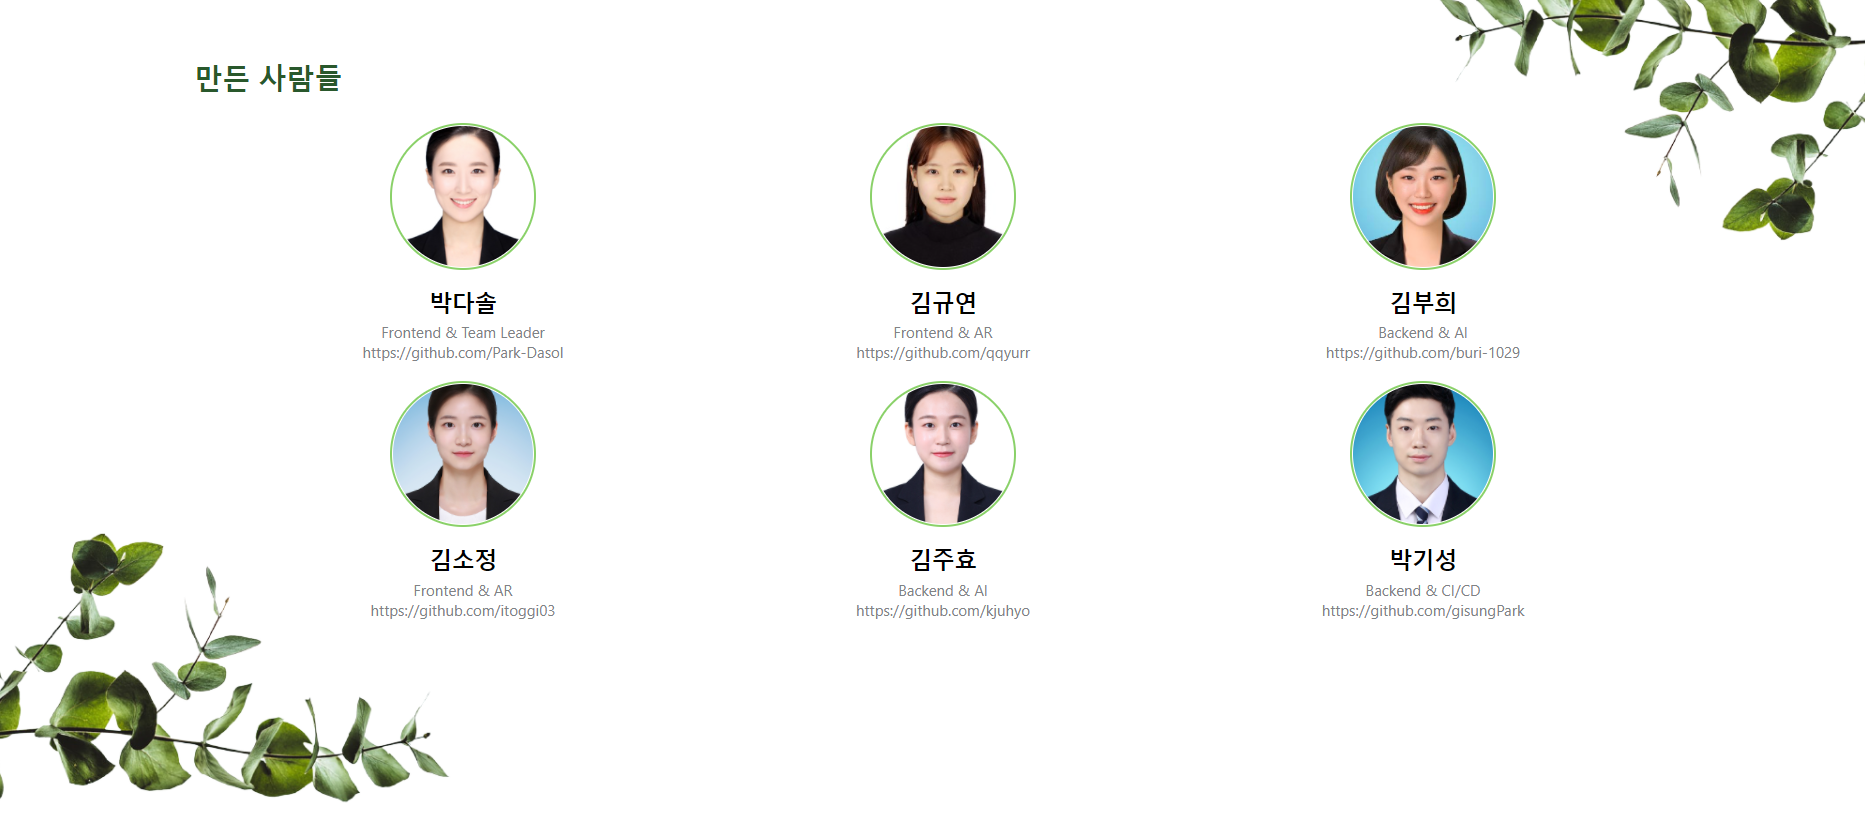 만든 사람들
박다솔
Frontend & Team Leader
https://github.com/Park-Dasol
김규연
Frontend & AR
https://github.com/qqyurr
김부희
Backend & AI
https://github.com/buri-1029
김소정
Frontend & AR
https://github.com/itoggi03
김주효
Backend & AI
https://github.com/kjuhyo
박기성
Backend & CI/CD
https://github.com/gisungPark